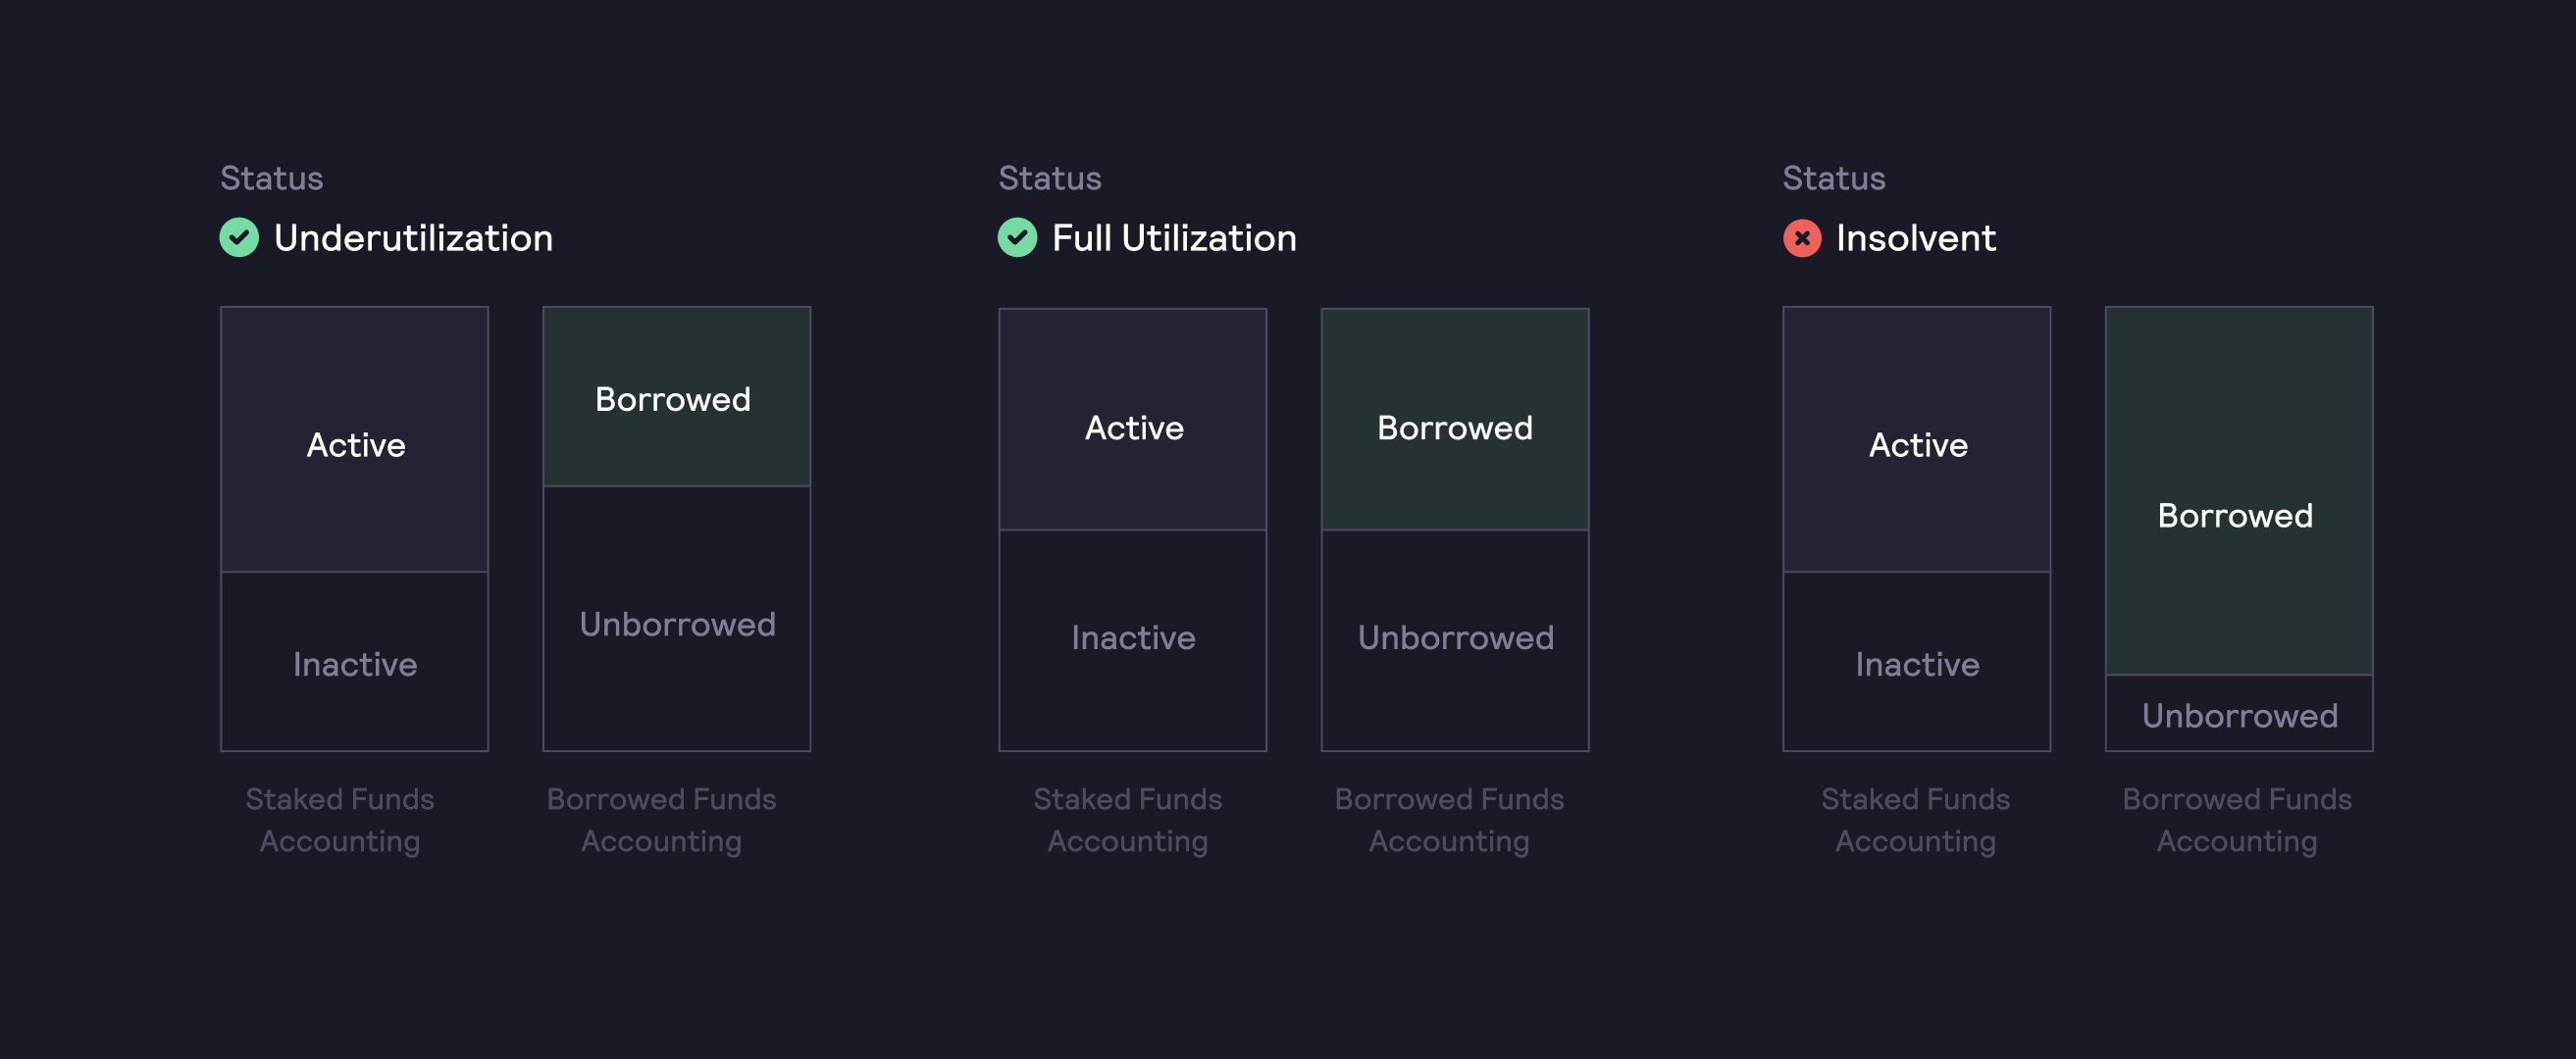 Status
Underutilization
Active
Inactive
Borrowed
Unborrowed
Staked Funds
Accounting
Borrowed Funds
Accounting
Status
Full Utilization
Active
Inactive
Borrowed
Unborrowed
Staked Funds
Accounting
Borrowed Funds
Accounting
Status
Insolvent
Active
Inactive
Borrowed
Unborrowed
Staked Funds
Accounting
Borrowed Funds
Accounting